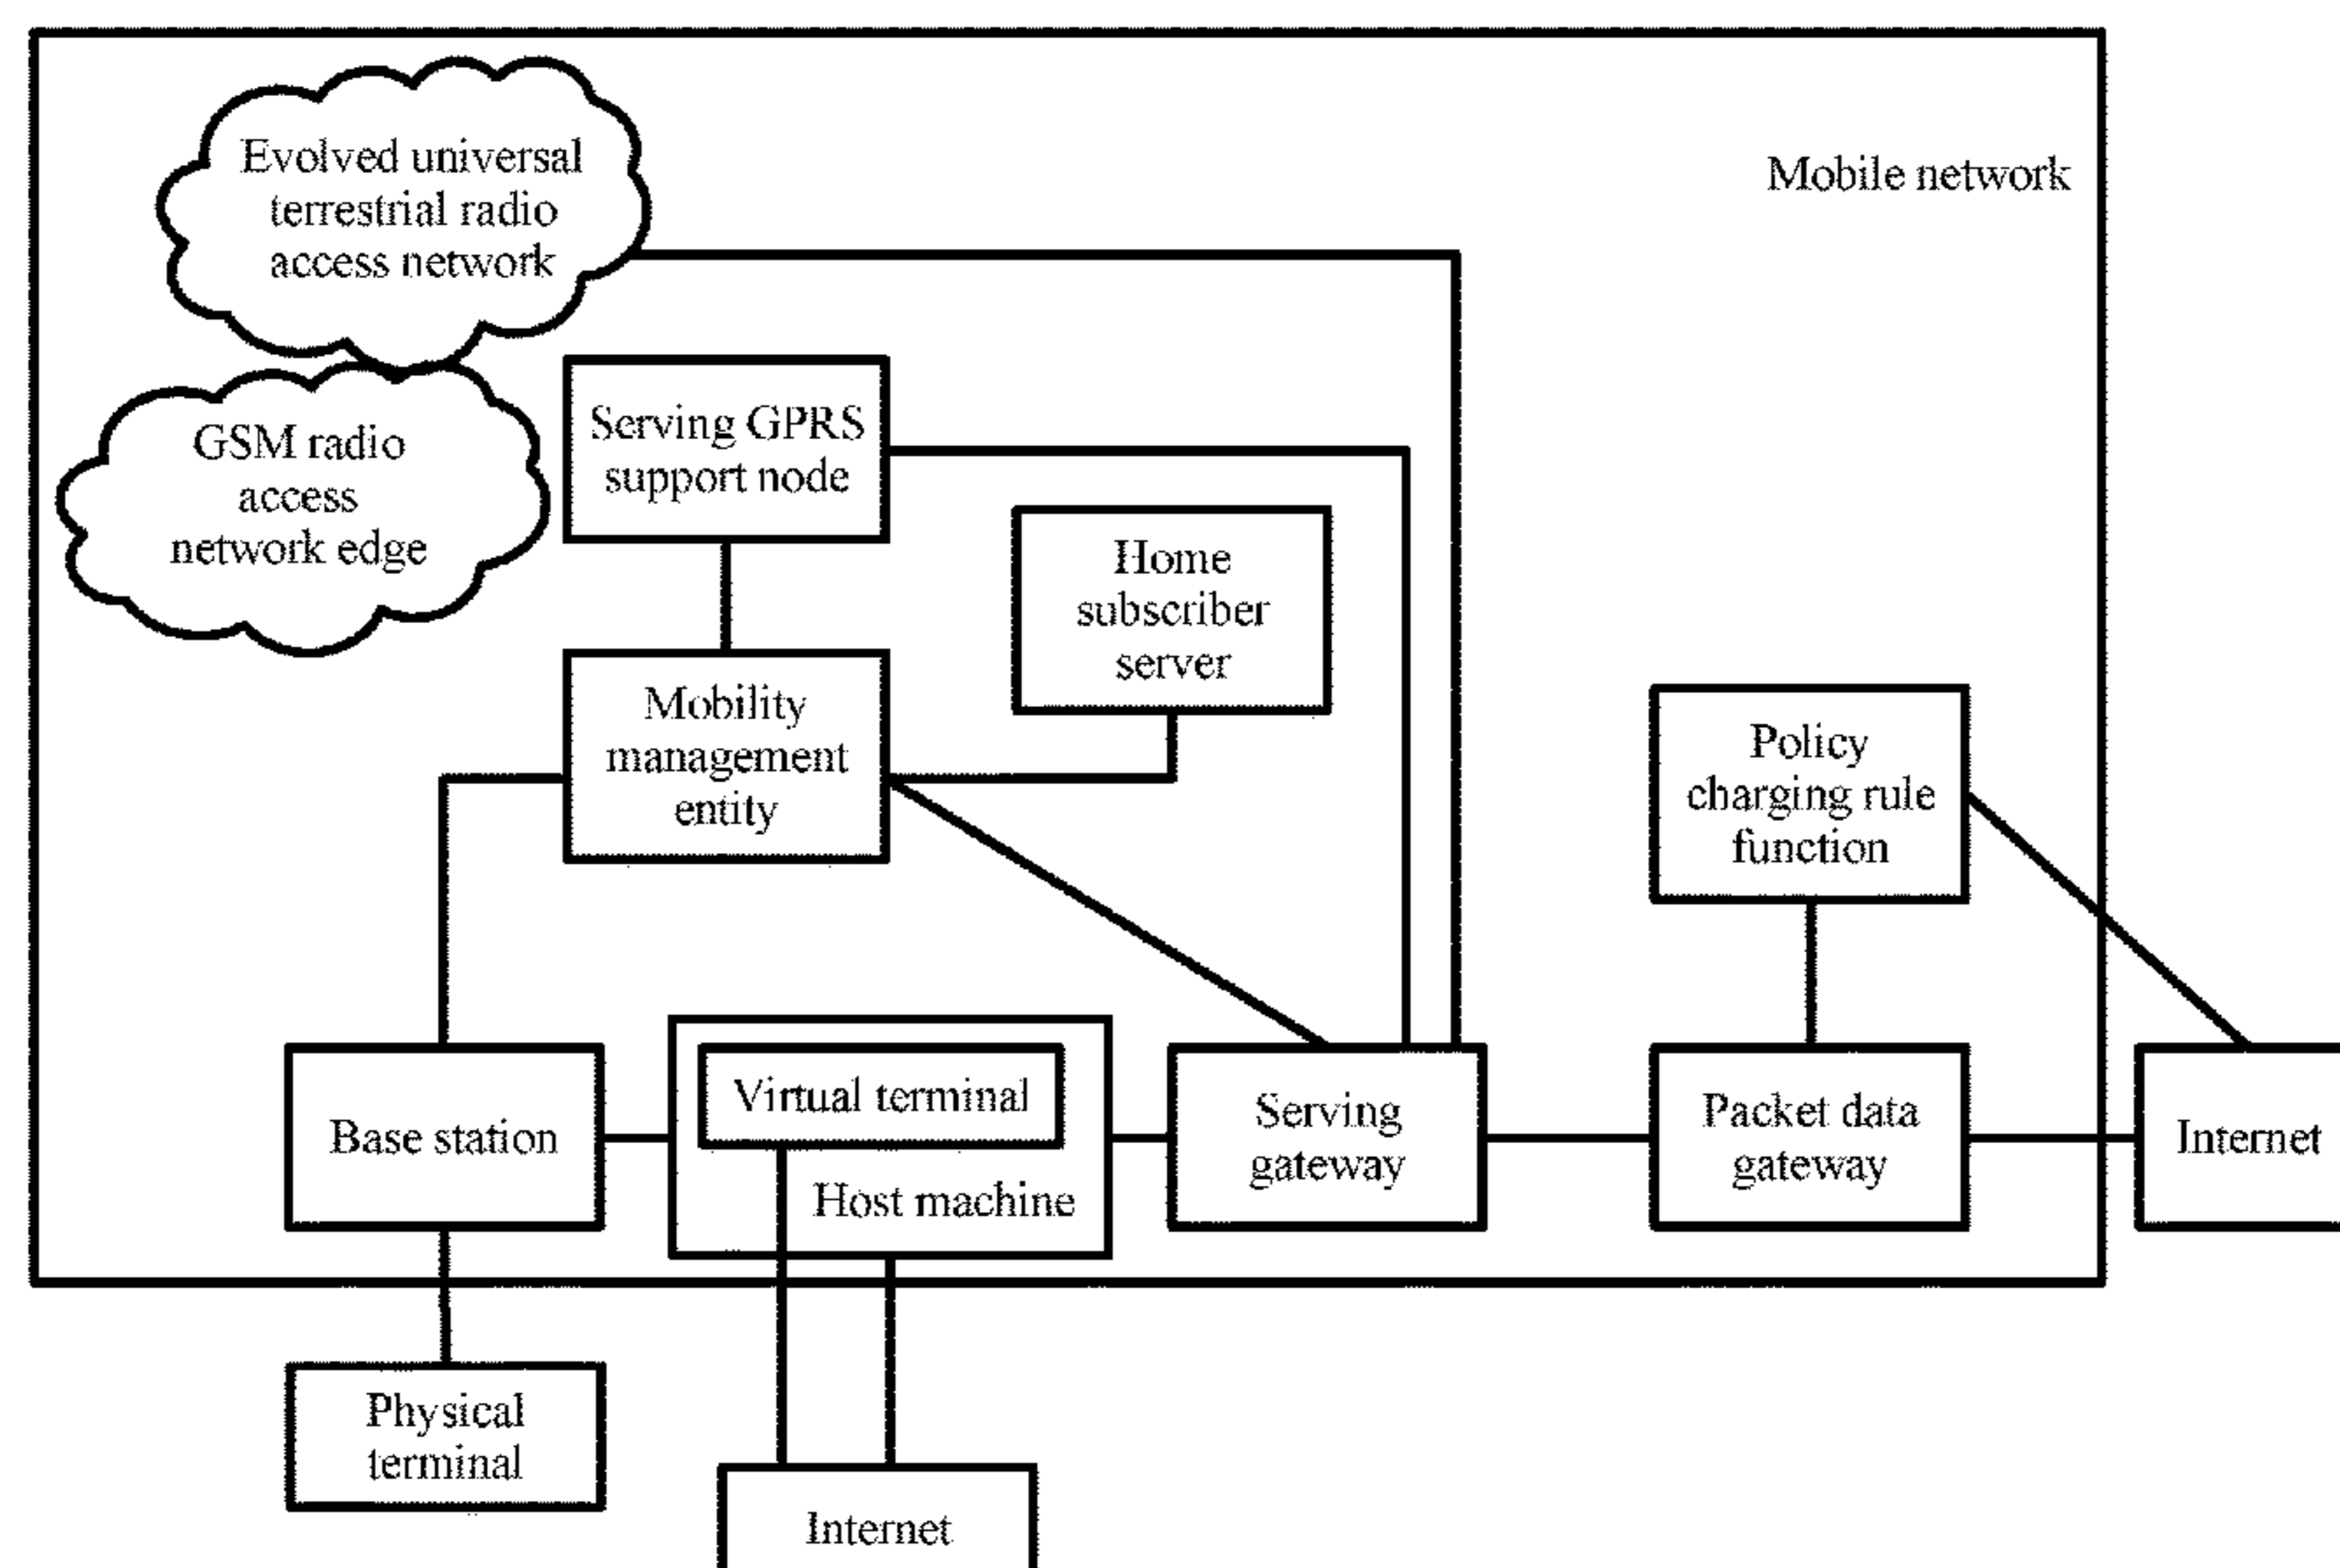 Evolved universal
terrestrial radio
access network
Mobile network
GSM radio
access
network edge
Serving GPRS
support node
Home
subscriber
server
Mobility
management
entity
Policy
charging rule
function
Base station
Virtual terminal
Host machine
Serving
gateway
Packet data
gateway
Internet
Physical
terminal
Internet